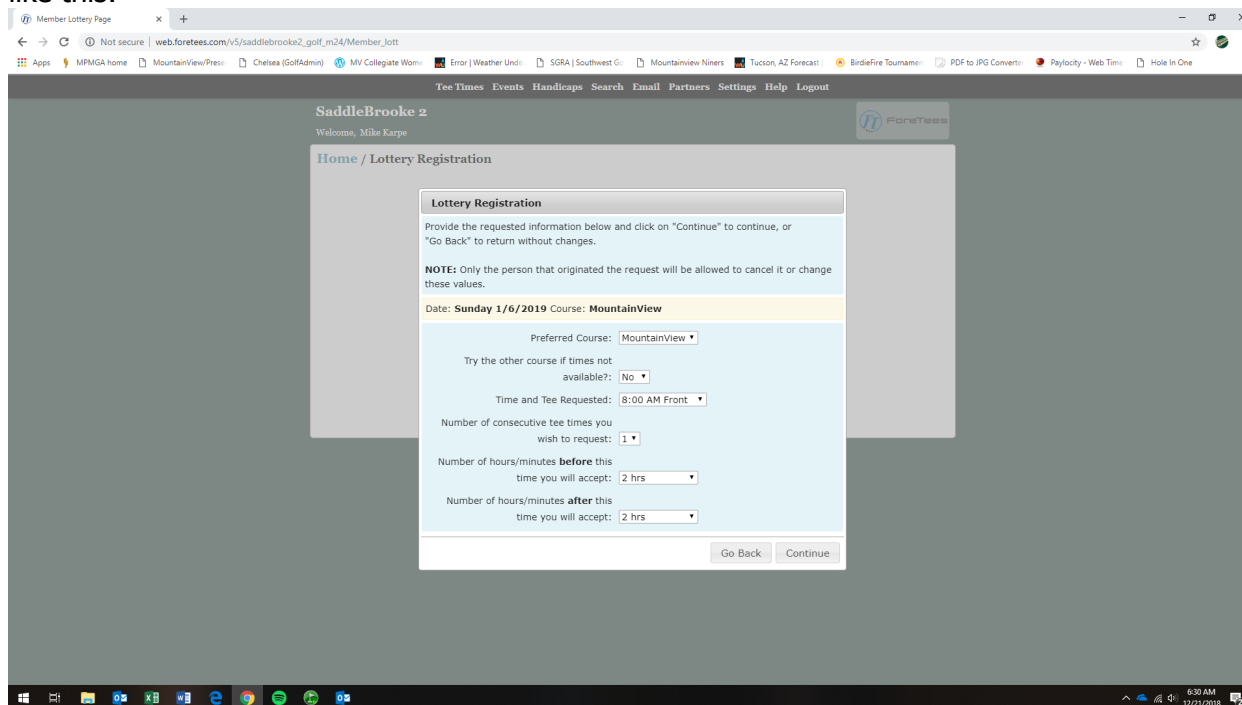 like this:
Member Lottery Page
Not secure | web.foretees.com/v5/saddlebrooke2_golf_m24/Member_lott
Apps MPMGA home MountainView/Prese Chelsea (GolfAdmin) MV Collegiate Wome Error | Weather Unde SGRA | Southwest Go Mountainview Niners Tucson, AZ Forecast | BirdieFire Tournamen PDF to JPG Converter Paylocity - Web Time Hole In One
Tee Times Events Handicaps Search Email Partners Settings Help Logout
SaddleBrooke 2
Welcome, Mike Karpe
FT ForeTees
Home / Lottery Registration
Lottery Registration
Provide the requested information below and click on "Continue" to continue, or
"Go Back" to return without changes.
NOTE: Only the person that originated the request will be allowed to cancel it or change
these values.
Date: Sunday 1/6/2019 Course: MountainView
Preferred Course: MountainView
Try the other course if times not
available?: No
Time and Tee Requested: 8:00 AM Front
Number of consecutive tee times you
wish to request: 1
Number of hours/minutes before this
time you will accept: 2 hrs
Number of hours/minutes after this
time you will accept: 2 hrs
Go Back Continue
6:30 AM
12/21/2018